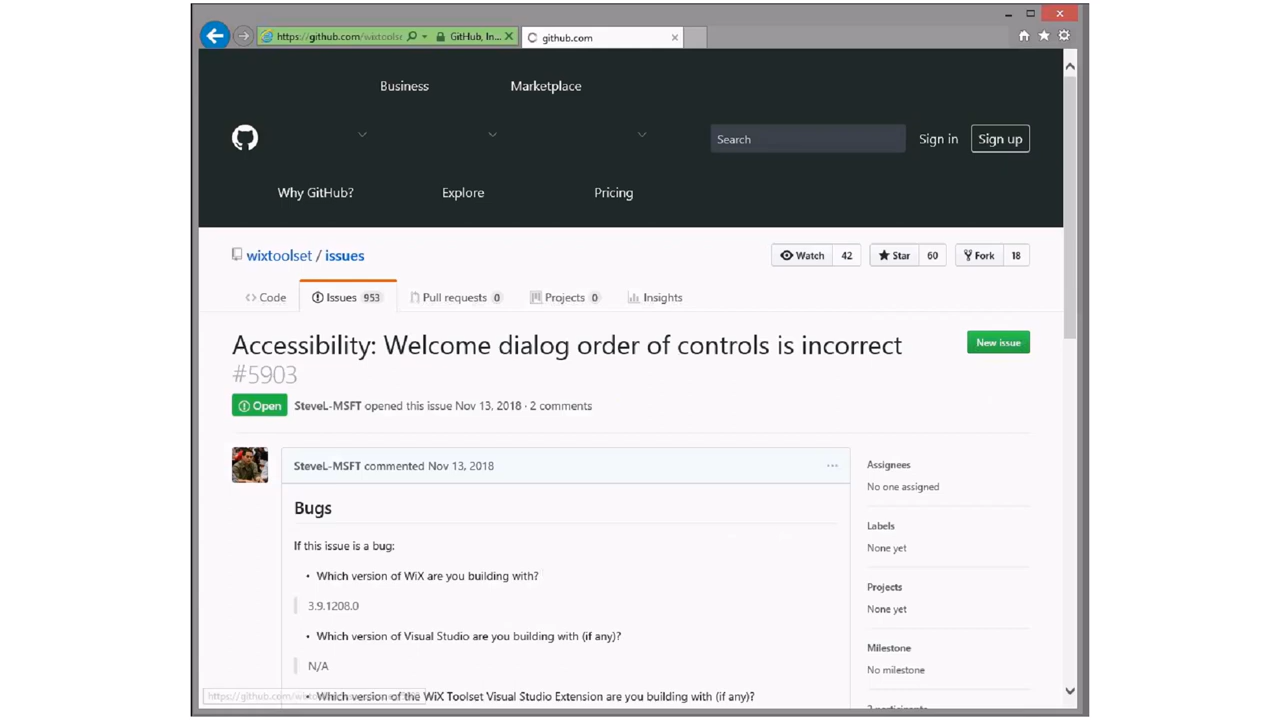 https://github.com/wixtoolset
GitHub, In...
github.com
Business
Marketplace
Search
Sign in
Sign up
Why GitHub?
Explore
Pricing
wixtoolset / issues
Watch 42
Star 60
Fork 18
Code
Issues 953
Pull requests 0
Projects 0
Insights
Accessibility: Welcome dialog order of controls is incorrect
#5903
New issue
Open
SteveL-MSFT opened this issue Nov 13, 2018 · 2 comments
SteveL-MSFT commented Nov 13, 2018
Bugs
If this issue is a bug:
• Which version of WiX are you building with?
3.9.1208.0
• Which version of Visual Studio are you building with (if any)?
N/A
• Which version of the WiX Toolset Visual Studio Extension are you building with (if any)?
Assignees
No one assigned
Labels
None yet
Projects
None yet
Milestone
No milestone
2 participants